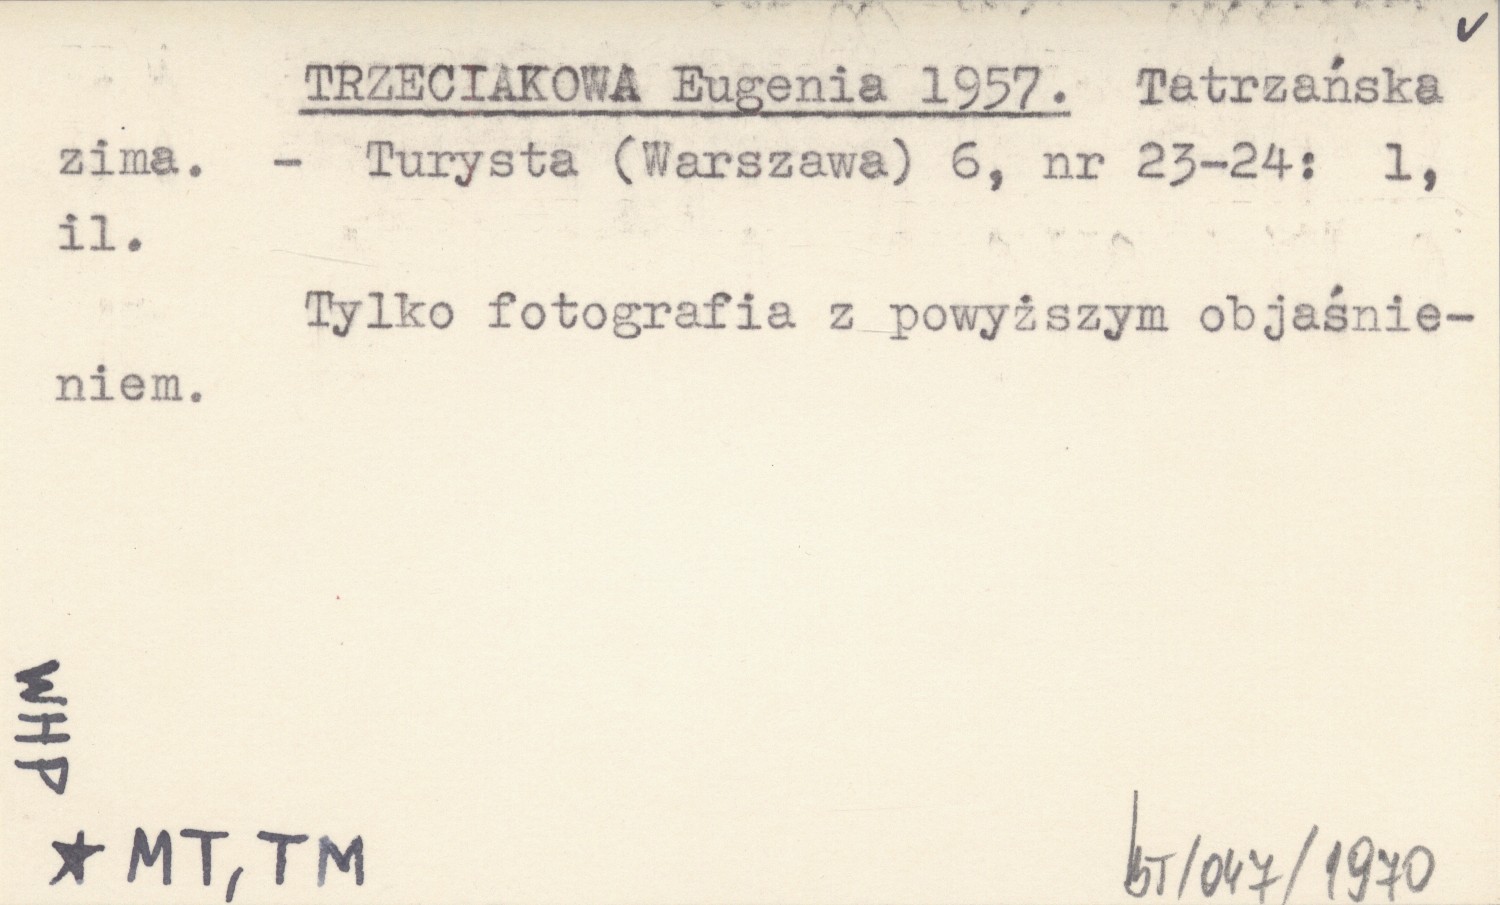 TRZECIAKOWA Eugenia 1957. Tatrzańska
zima. - Turysta (Warszawa) 6, nr 23-24: 1,
il.
Tylko fotografia z powyższym objaśnie-
niem.
WHP
★ MT, TM
/047/1970